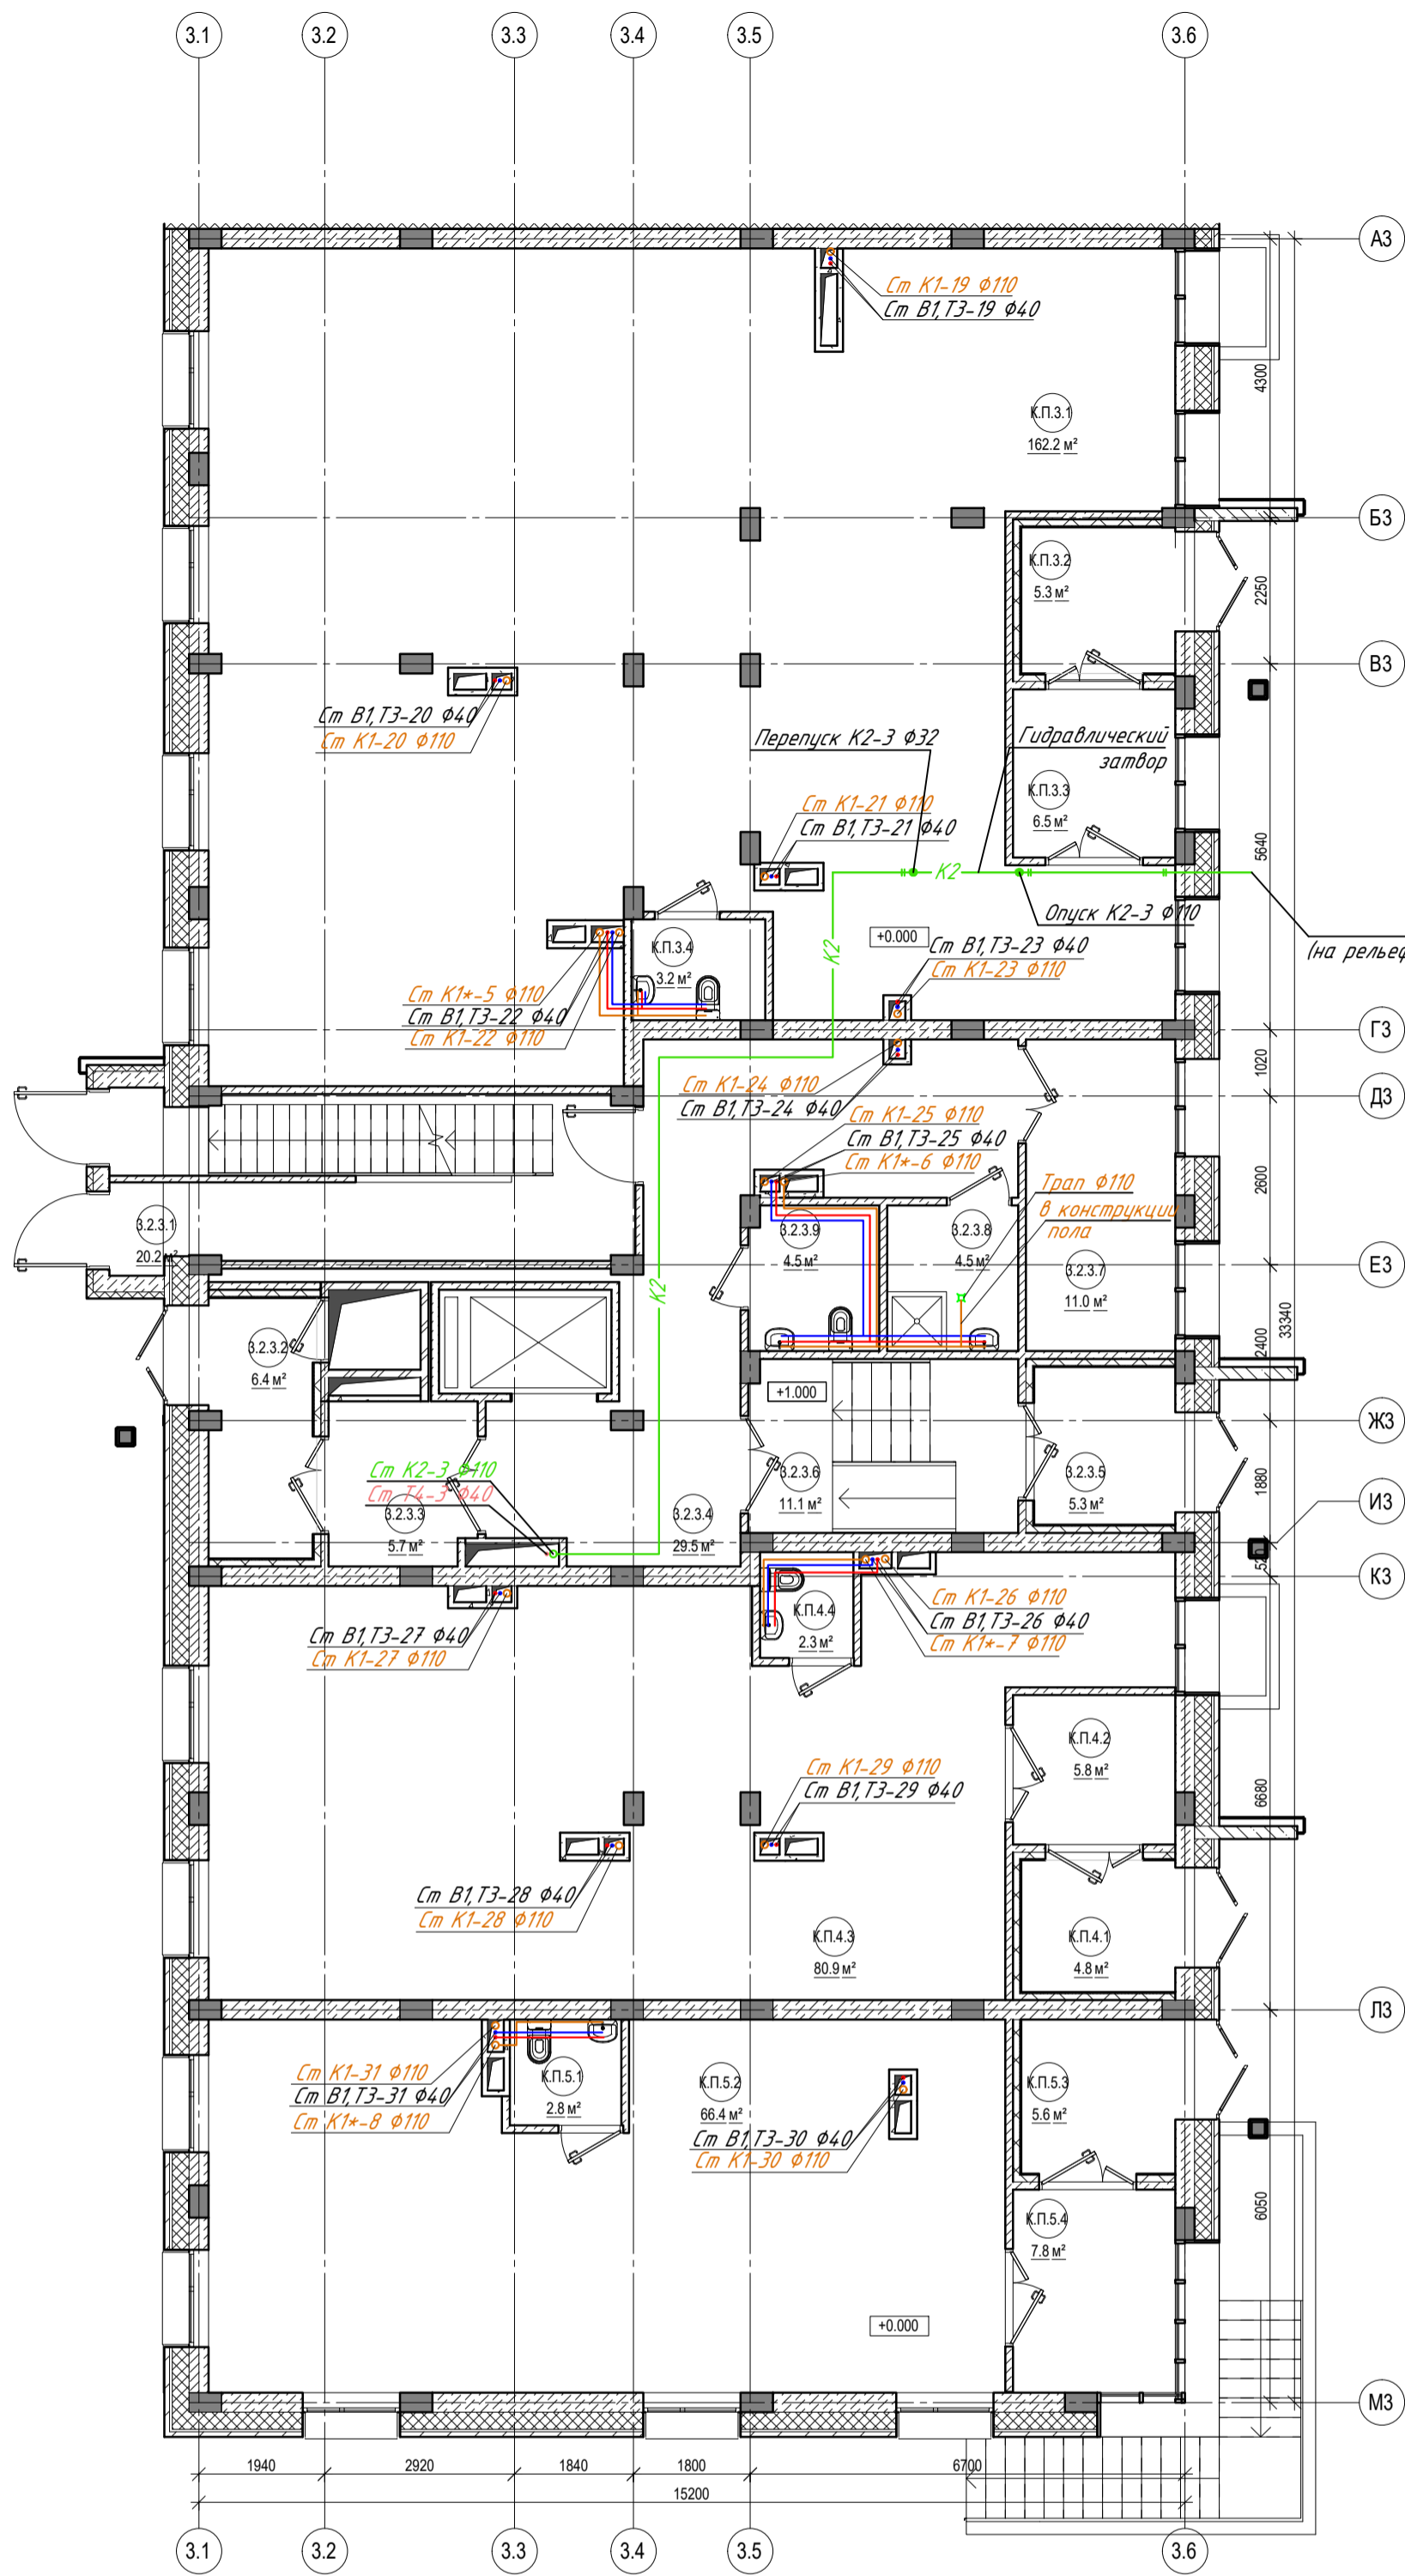 3.1
3.2
3.3
3.4
3.5
3.6
А3
Ст К1-19 Ф110
Ст В1,Т3-19 Ф40
4300
К.П.3.1
162.2 м²
Б3
К.П.3.2
5.3 м²
2250
В3
Ст В1,Т3-20 Ф40
Ст К1-20 Ф110
Перепуск К2-3 Ф32
Гидравлический
затвор
К.П.3.3
6.5 м²
Ст К1-21 Ф110
Ст В1,Т3-21 Ф40
5640
К2
Опуск К2-3 Ф110
+0.000
К.П.3.4
3.2 м²
К2
Ст В1,Т3-23 Ф40
Ст К1-23 Ф110
(на рельеф
Ст К1*-5 Ф110
Ст В1,Т3-22 Ф40
Ст К1-22 Ф110
Г3
1020
Ст К1-24 Ф110
Ст В1,Т3-24 Ф40
Д3
Ст К1-25 Ф110
Ст В1,Т3-25 Ф40
Ст К1*-6 Ф110
Трап Ф110
в конструкции
пола
2600
3.2.3.1
20.2 м²
3.2.3.9
4.5 м²
3.2.3.8
4.5 м²
3.2.3.7
11.0 м²
Е3
К2
33340
3.2.3.2
6.4 м²
2400
+1.000
Ж3
Ст К2-3 Ф110
Ст Т4-3 Ф40
3.2.3.3
5.7 м²
3.2.3.4
29.5 м²
3.2.3.6
11.1 м²
3.2.3.5
5.3 м²
1880
И3
520
К3
К.П.4.4
2.3 м²
Ст К1-26 Ф110
Ст В1,Т3-26 Ф40
Ст К1*-7 Ф110
Ст В1,Т3-27 Ф40
Ст К1-27 Ф110
К.П.4.2
5.8 м²
Ст К1-29 Ф110
Ст В1,Т3-29 Ф40
6680
Ст В1,Т3-28 Ф40
Ст К1-28 Ф110
К.П.4.3
80.9 м²
К.П.4.1
4.8 м²
Л3
Ст К1-31 Ф110
Ст В1,Т3-31 Ф40
Ст К1*-8 Ф110
К.П.5.1
2.8 м²
К.П.5.2
66.4 м²
К.П.5.3
5.6 м²
Ст В1,Т3-30 Ф40
Ст К1-30 Ф110
6050
К.П.5.4
7.8 м²
+0.000
М3
1940
2920
1840
1800
6700
15200
3.1
3.2
3.3
3.4
3.5
3.6